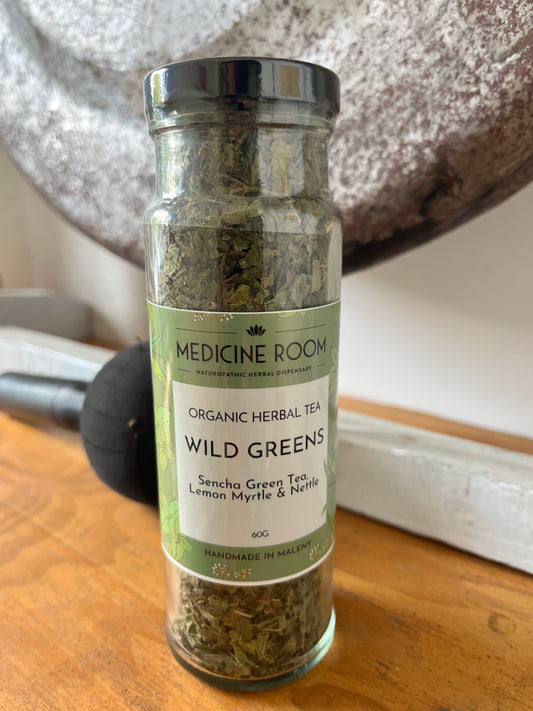 MEDICINE ROOM
NATUROPATHIC HERBAL DISPENSARY
ORGANIC HERBAL TEA
WILD GREENS
Sencha Green Tea,
Lemon Myrtle & Nettle
60G
HANDMADE IN MALENY